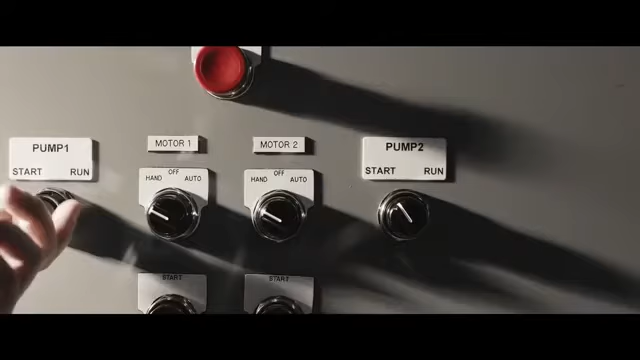 PUMP1
START RUN
MOTOR 1
OFF
HAND AUTO
MOTOR 2
OFF
HAND AUTO
PUMP2
START RUN
START
START